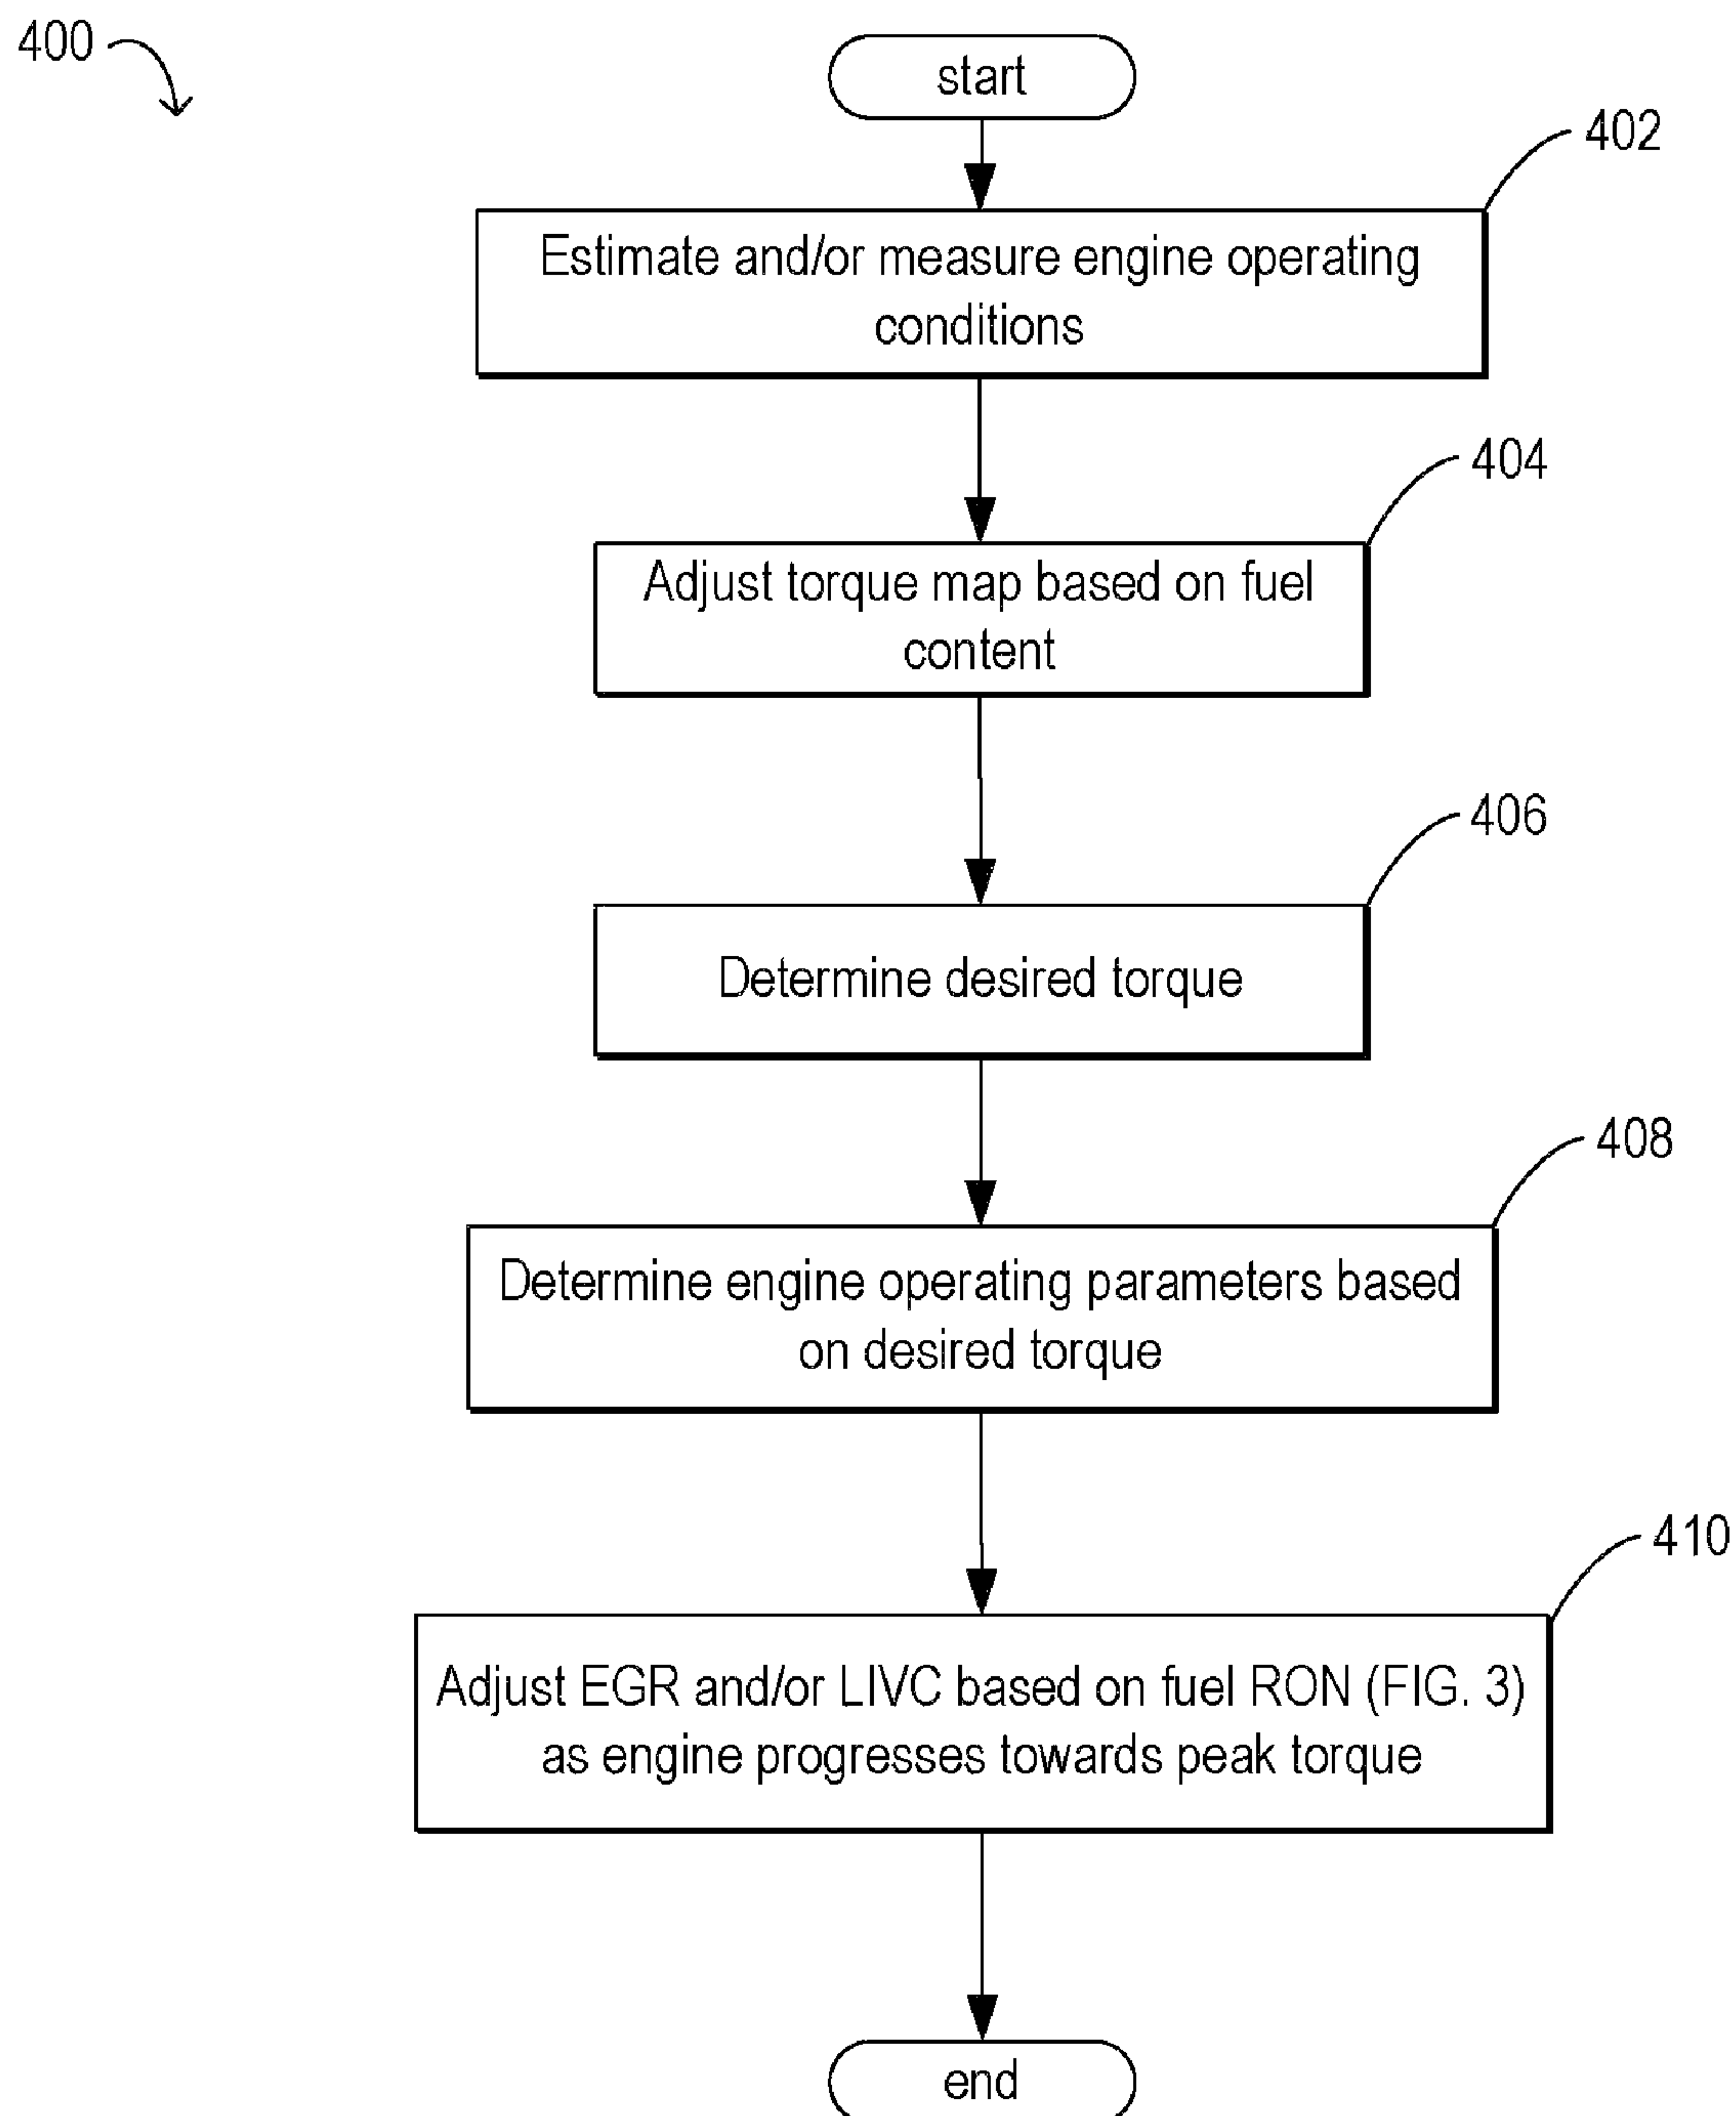 400
start
402
Estimate and/or measure engine operating
conditions
404
Adjust torque map based on fuel
content
406
Determine desired torque
408
Determine engine operating parameters based
on desired torque
410
Adjust EGR and/or LIVC based on fuel RON (FIG. 3)
as engine progresses towards peak torque
end